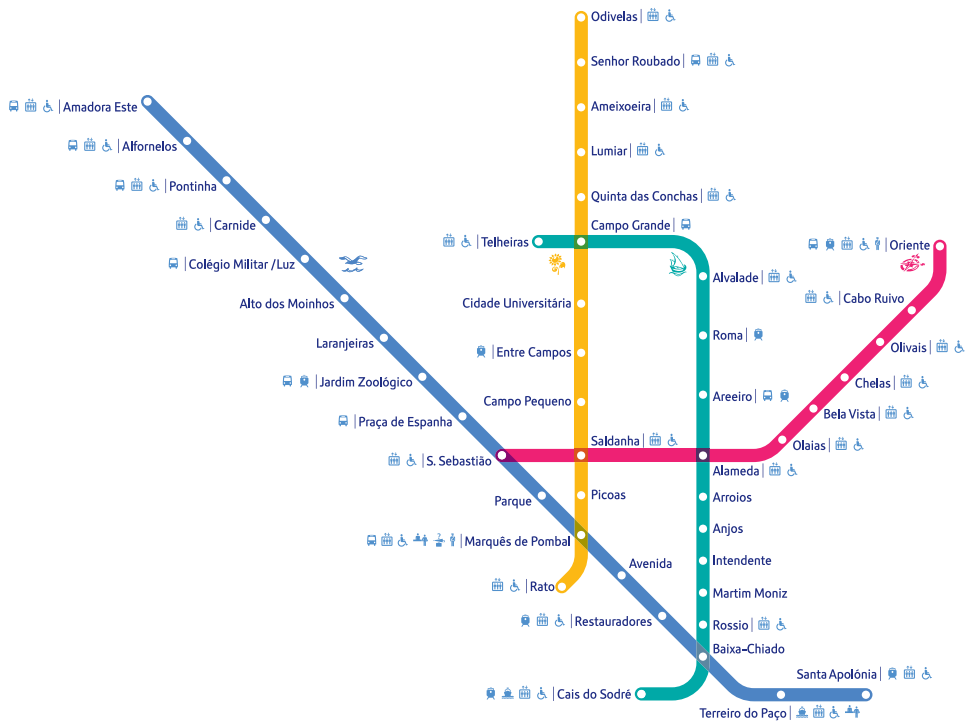 Odivelas
Senhor Roubado
Amadora Este
Ameixoeira
Alfornelos
Lumiar
Pontinha
Quinta das Conchas
Carnide
Campo Grande
Telheiras
Oriente
Colégio Militar /Luz
Alvalade
Cabo Ruivo
Alto dos Moinhos
Cidade Universitária
Roma
Laranjeiras
Olivais
Entre Campos
Jardim Zoológico
Chelas
Campo Pequeno
Areeiro
Bela Vista
Praça de Espanha
Saldanha
Olaias
S. Sebastião
Alameda
Parque
Picoas
Arroios
Anjos
Marquês de Pombal
Avenida
Intendente
Rato
Martim Moniz
Restauradores
Rossio
Baixa-Chiado
Santa Apolónia
Cais do Sodré
Terreiro do Paço